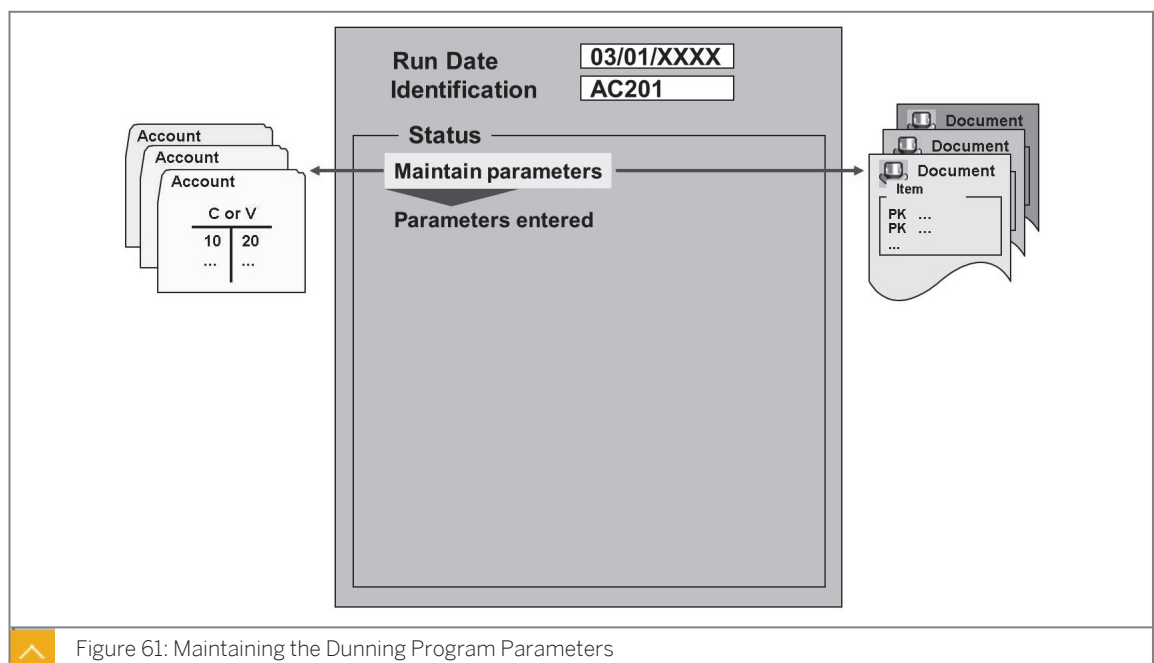 Run Date 03/01/XXXX
Identification AC201
Status
Maintain parameters
Parameters entered
Account
Account
Account
C or V
10 20
... ...
Document
Document
Document
Item
PK ...
PK ...
...
Figure 61: Maintaining the Dunning Program Parameters